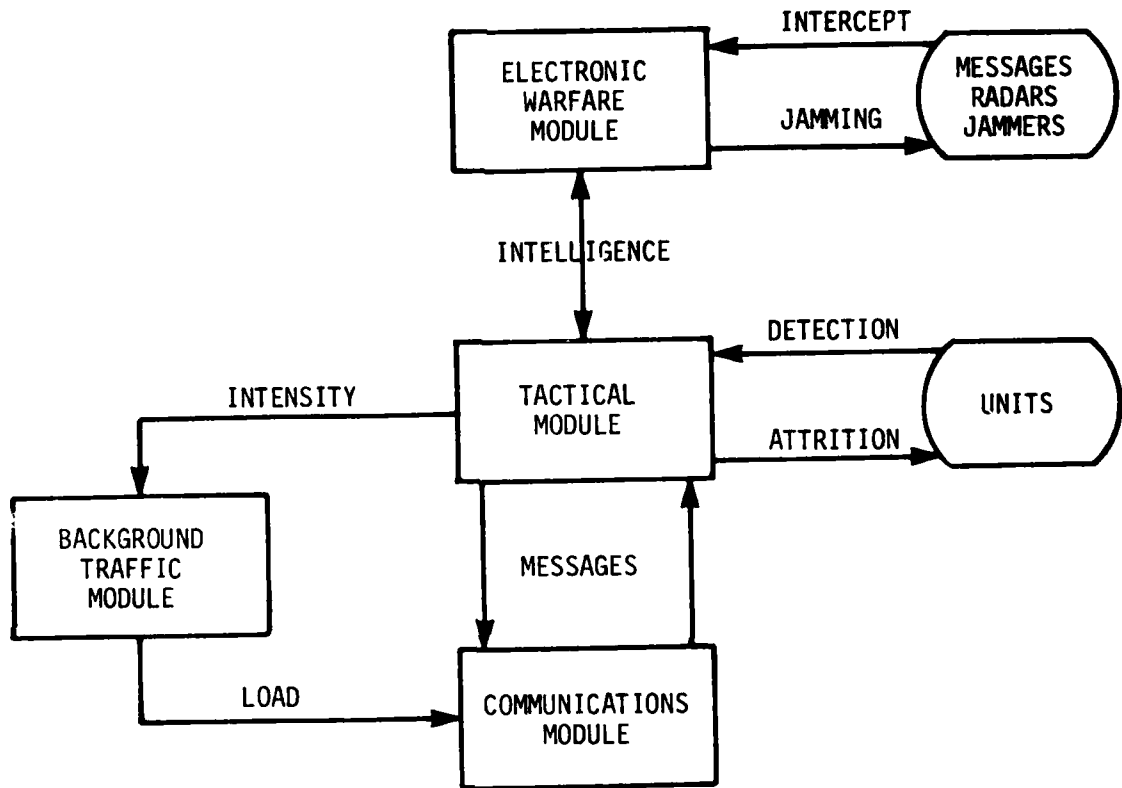 INTERCEPT
ELECTRONIC
WARFARE
MODULE
MESSAGES
RADARS
JAMMERS
JAMMING
INTELLIGENCE
DETECTION
TACTICAL
MODULE
UNITS
INTENSITY
ATTRITION
BACKGROUND
TRAFFIC
MODULE
MESSAGES
LOAD
COMMUNICATIONS
MODULE